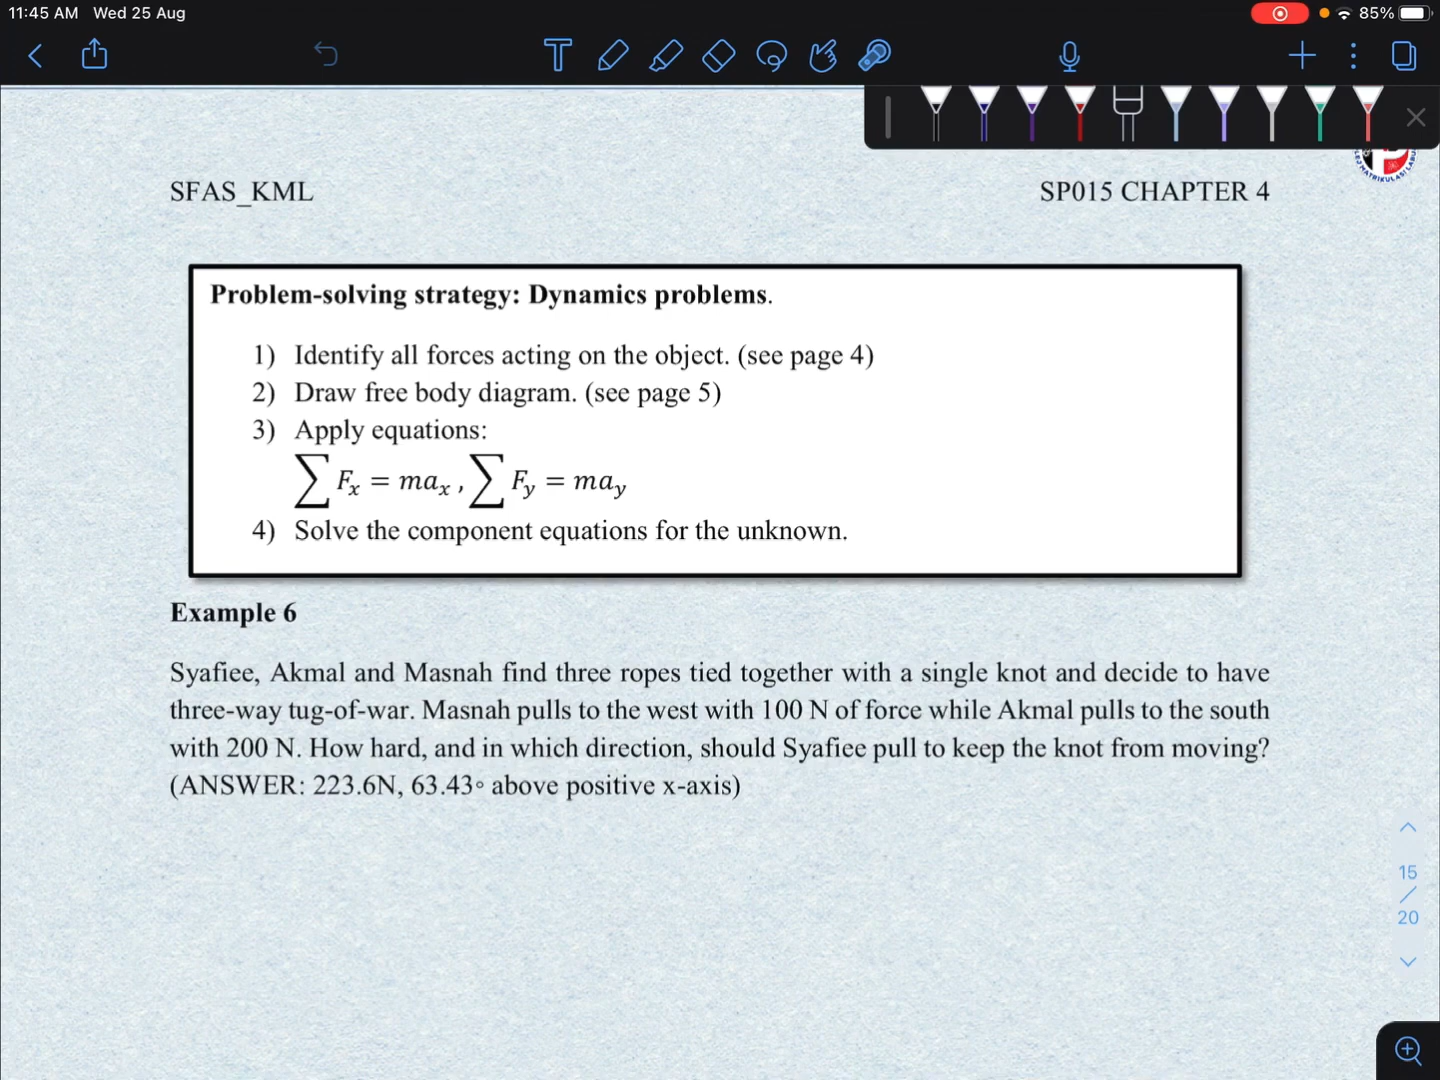 11:45 AM Wed 25 Aug
85%
SFAS_KML
SP015 CHAPTER 4
Problem-solving strategy: Dynamics problems.
1) Identify all forces acting on the object. (see page 4)
2) Draw free body diagram. (see page 5)
3) Apply equations:
∑ Fₓ = maₓ , ∑ F_y = ma_y
4) Solve the component equations for the unknown.
Example 6
Syafiee, Akmal and Masnah find three ropes tied together with a single knot and decide to have
three-way tug-of-war. Masnah pulls to the west with 100 N of force while Akmal pulls to the south
with 200 N. How hard, and in which direction, should Syafiee pull to keep the knot from moving?
(ANSWER: 223.6N, 63.43∘ above positive x-axis)
15
/
20